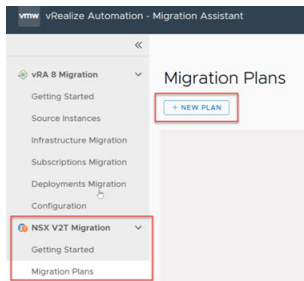 vmw vRealize Automation - Migration Assistant
«
vRA 8 Migration
Getting Started
Source Instances
Infrastructure Migration
Subscriptions Migration
Deployments Migration
Configuration
NSX V2T Migration
Getting Started
Migration Plans
Migration Plans
+ NEW PLAN